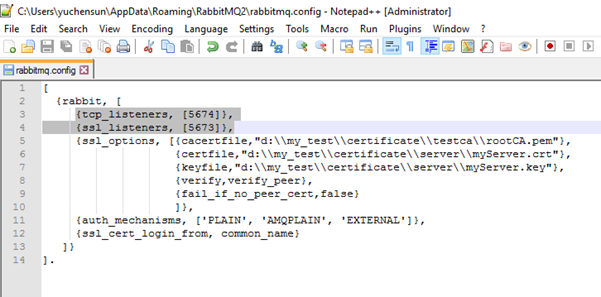 C:\Users\yuchensun\AppData\Roaming\RabbitMQ2\rabbitmq.config - Notepad++ [Administrator]
File Edit Search View Encoding Language Settings Tools Macro Run Plugins Window ?
rabbitmq.config
1 [
2 {rabbit, [
3 {tcp_listeners, [5674]},
4 {ssl_listeners, [5673]},
5 {ssl_options, [{cacertfile,"d:\\my_test\\certificate\\testca\\rootCA.pem"},
6 {certfile,"d:\\my_test\\certificate\\server\\myServer.crt"},
7 {keyfile,"d:\\my_test\\certificate\\server\\myServer.key"},
8 {verify,verify_peer},
9 {fail_if_no_peer_cert,false}
10 ]},
11 {auth_mechanisms, ['PLAIN', 'AMQPLAIN', 'EXTERNAL']},
12 {ssl_cert_login_from, common_name}
13 ]}
14 ].